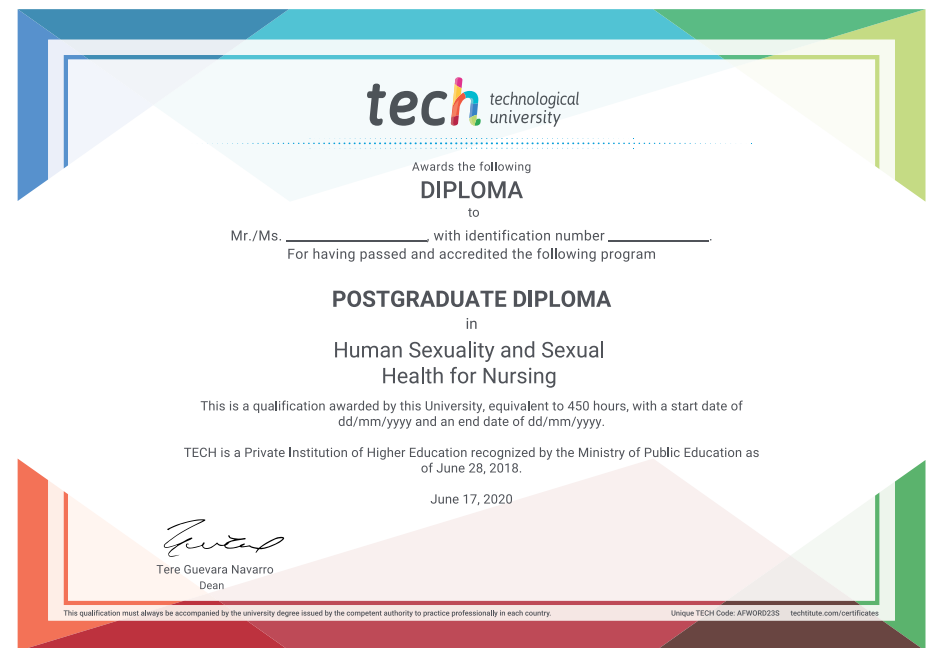 tech technological
university
Awards the following
DIPLOMA
to
Mr./Ms. ____________________, with identification number ______________.
For having passed and accredited the following program
POSTGRADUATE DIPLOMA
in
Human Sexuality and Sexual
Health for Nursing
This is a qualification awarded by this University, equivalent to 450 hours, with a start date of
dd/mm/yyyy and an end date of dd/mm/yyyy.
TECH is a Private Institution of Higher Education recognized by the Ministry of Public Education as
of June 28, 2018.
June 17, 2020
Tere Guevara Navarro
Dean
This qualification must always be accompanied by the university degree issued by the competent authority to practice professionally in each country.
Unique TECH Code: AFWORD23S techtitute.com/certificates